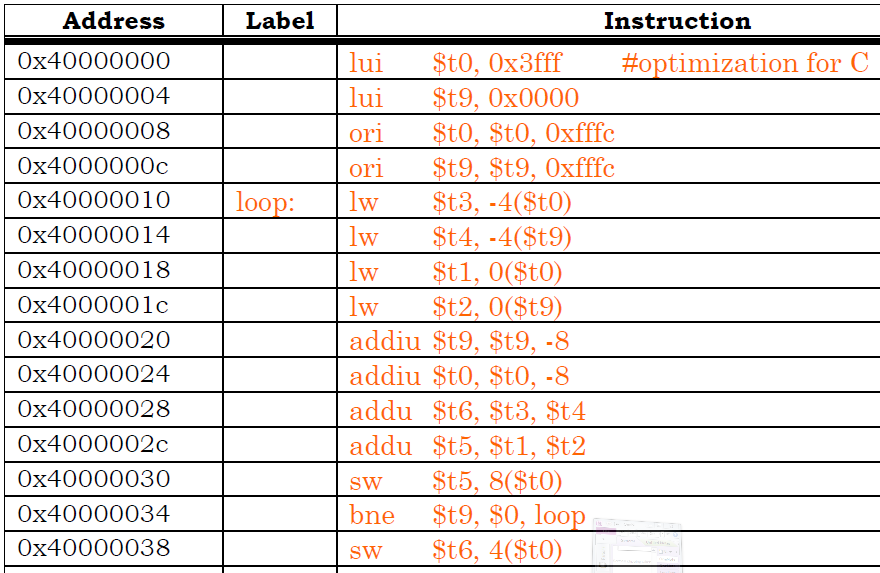 Address Label Instruction
0x40000000 lui $t0, 0x3fff #optimization for C
0x40000004 lui $t9, 0x0000
0x40000008 ori $t0, $t0, 0xfffc
0x4000000c ori $t9, $t9, 0xfffc
0x40000010 loop: lw $t3, -4($t0)
0x40000014 lw $t4, -4($t9)
0x40000018 lw $t1, 0($t0)
0x4000001c lw $t2, 0($t9)
0x40000020 addiu $t9, $t9, -8
0x40000024 addiu $t0, $t0, -8
0x40000028 addu $t6, $t3, $t4
0x4000002c addu $t5, $t1, $t2
0x40000030 sw $t5, 8($t0)
0x40000034 bne $t9, $0, loop
0x40000038 sw $t6, 4($t0)